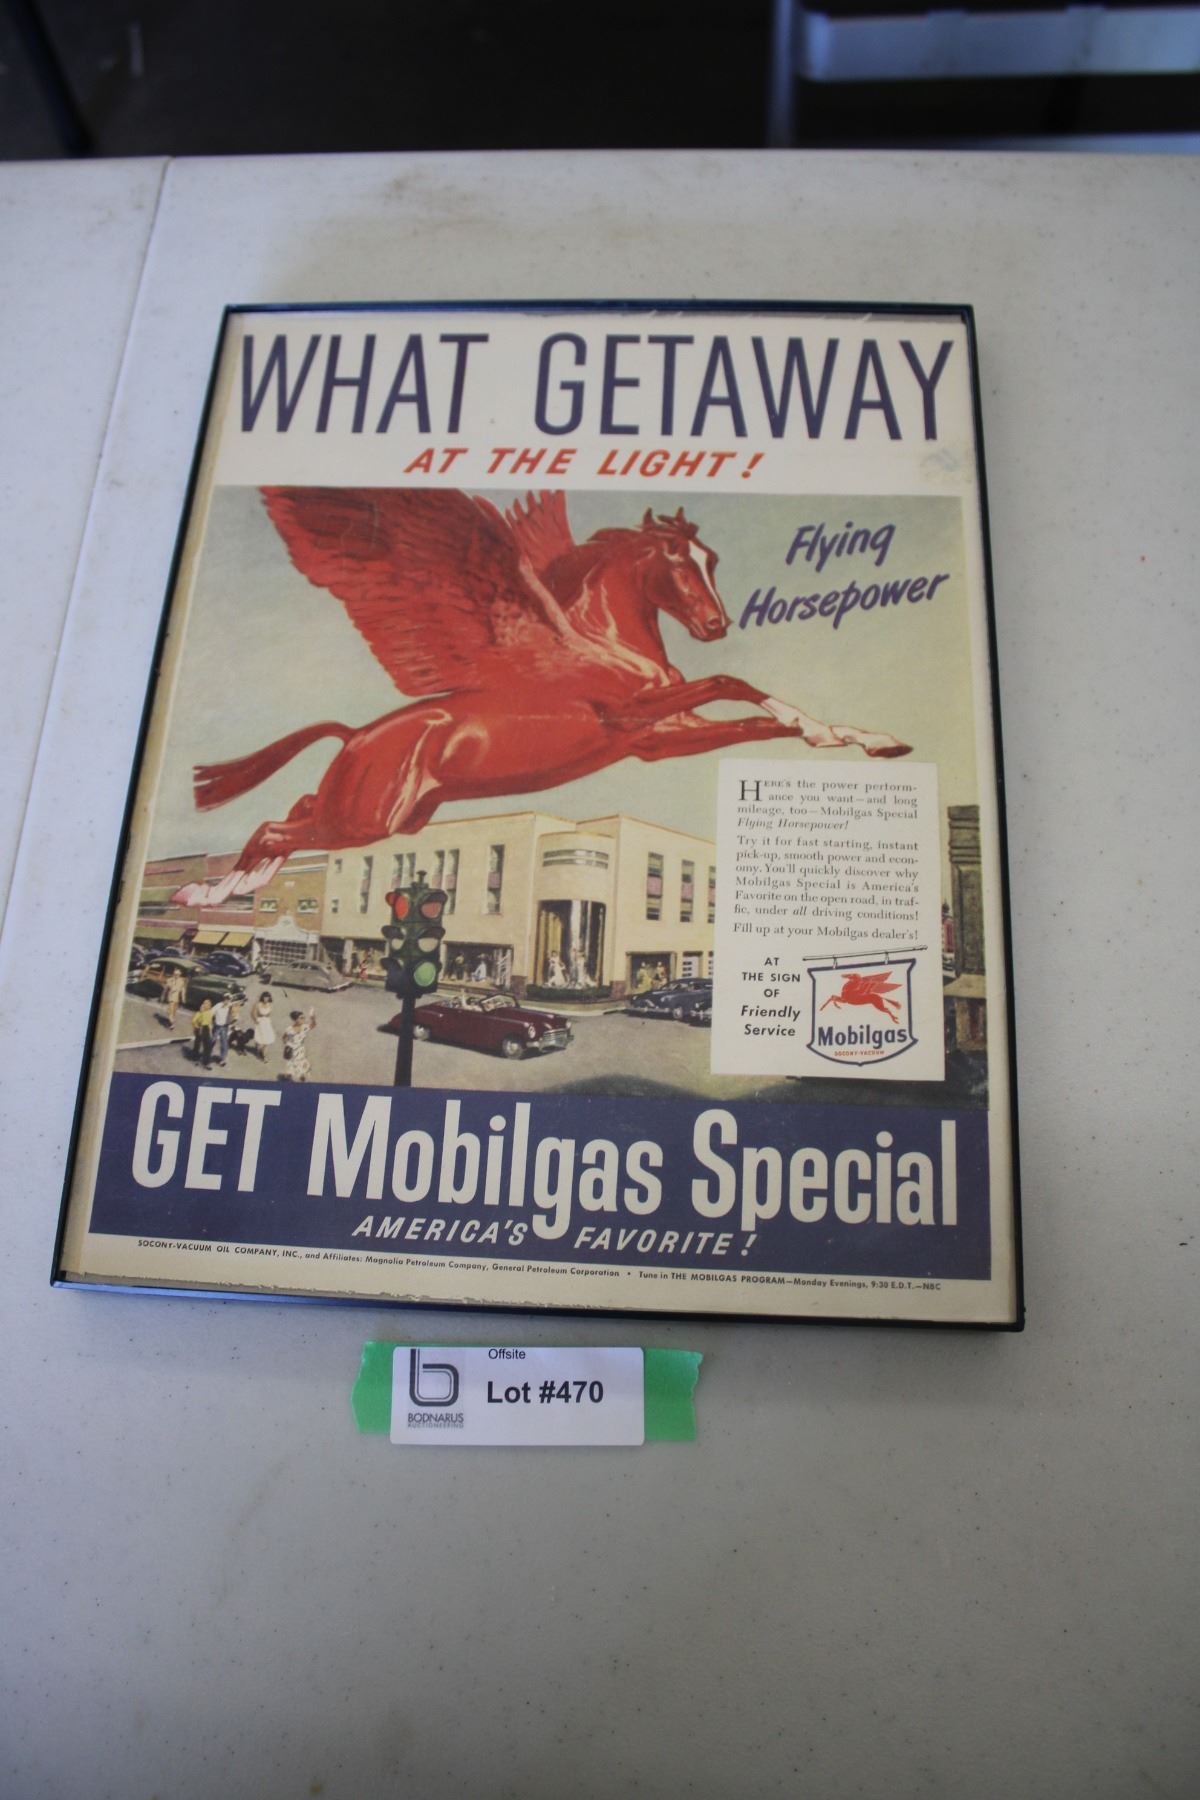 WHAT GETAWAY
AT THE LIGHT!
Flying
Horsepower
HERE'S the power perform-
ance you want—and long
mileage, too—Mobilgas Special
Flying Horsepower!
Try it for fast starting, instant
pick-up, smooth power and econ-
omy. You'll quickly discover why
Mobilgas Special is America's
Favorite on the open road, in traf-
fic, under all driving conditions!
Fill up at your Mobilgas dealer's!
AT
THE SIGN
OF
Friendly
Service
Mobilgas
SOCONY-VACUUM
GET Mobilgas Special
AMERICA'S FAVORITE!
SOCONY-VACUUM OIL COMPANY, INC., and Affiliates: Magnolia Petroleum Company, General Petroleum Corporation • Tune in THE MOBILGAS PROGRAM—Monday Evenings, 9:30 E.D.T.—NBC
Offsite
Lot #470
BODNARUS
AUCTIONEERING